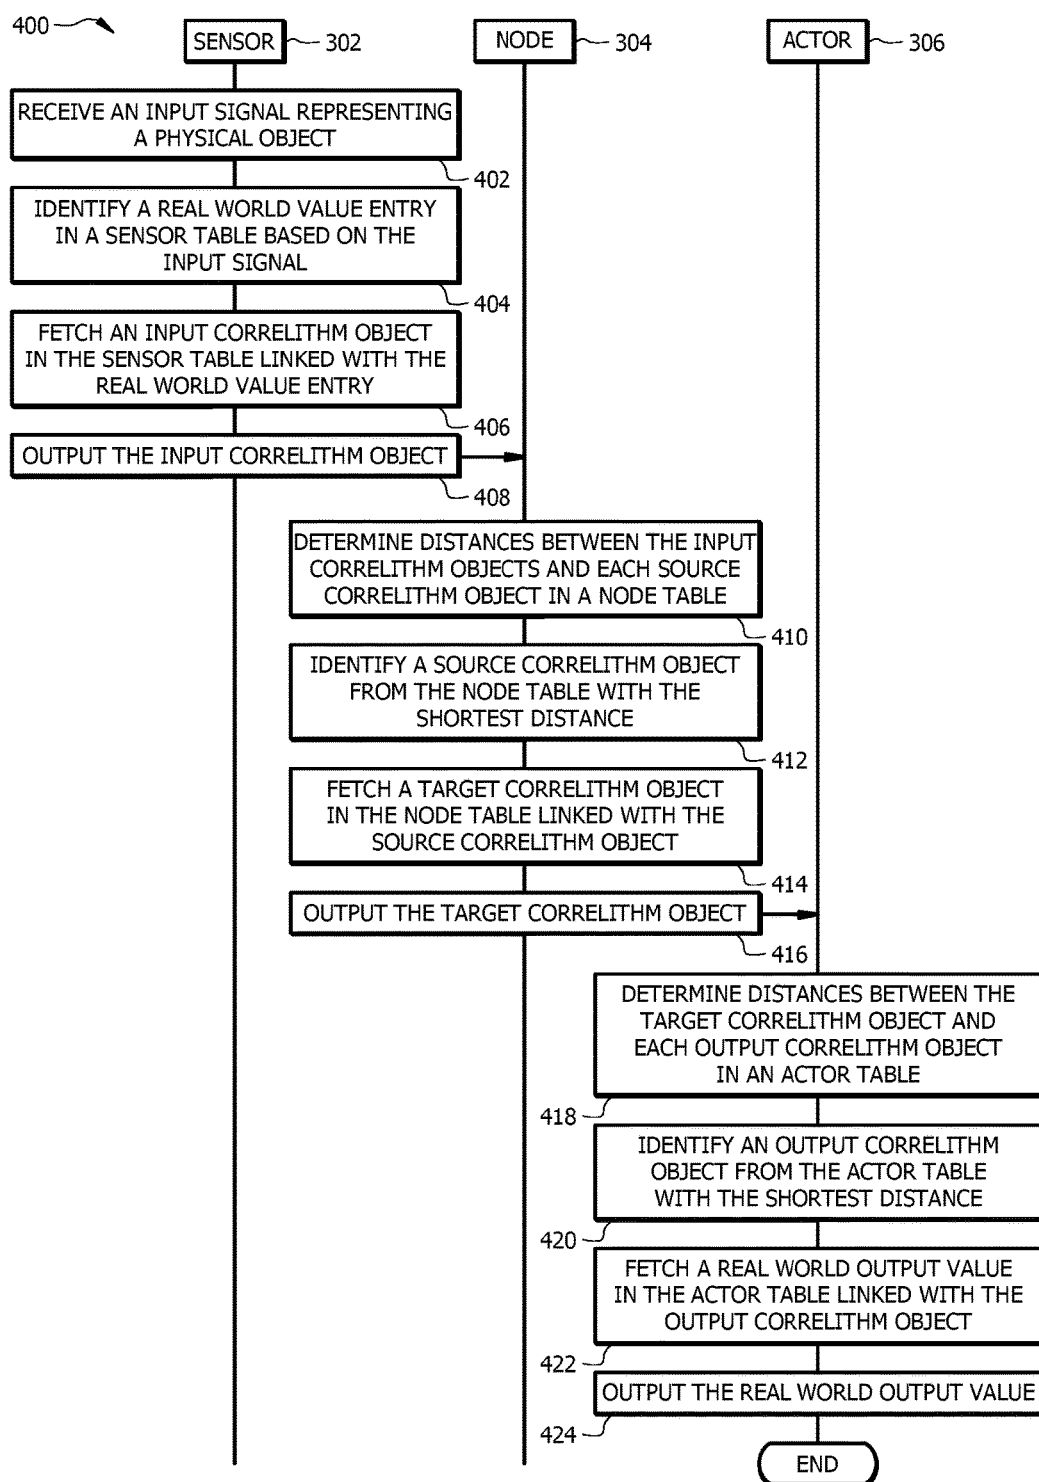 400
SENSOR
302
NODE
304
ACTOR
306
RECEIVE AN INPUT SIGNAL REPRESENTING
A PHYSICAL OBJECT
402
IDENTIFY A REAL WORLD VALUE ENTRY
IN A SENSOR TABLE BASED ON THE
INPUT SIGNAL
404
FETCH AN INPUT CORRELITHM OBJECT
IN THE SENSOR TABLE LINKED WITH THE
REAL WORLD VALUE ENTRY
406
OUTPUT THE INPUT CORRELITHM OBJECT
408
DETERMINE DISTANCES BETWEEN THE INPUT
CORRELITHM OBJECTS AND EACH SOURCE
CORRELITHM OBJECT IN A NODE TABLE
410
IDENTIFY A SOURCE CORRELITHM OBJECT
FROM THE NODE TABLE WITH THE
SHORTEST DISTANCE
412
FETCH A TARGET CORRELITHM OBJECT
IN THE NODE TABLE LINKED WITH THE
SOURCE CORRELITHM OBJECT
414
OUTPUT THE TARGET CORRELITHM OBJECT
416
DETERMINE DISTANCES BETWEEN THE
TARGET CORRELITHM OBJECT AND
EACH OUTPUT CORRELITHM OBJECT
IN AN ACTOR TABLE
418
IDENTIFY AN OUTPUT CORRELITHM
OBJECT FROM THE ACTOR TABLE
WITH THE SHORTEST DISTANCE
420
FETCH A REAL WORLD OUTPUT VALUE
IN THE ACTOR TABLE LINKED WITH THE
OUTPUT CORRELITHM OBJECT
422
OUTPUT THE REAL WORLD OUTPUT VALUE
424
END